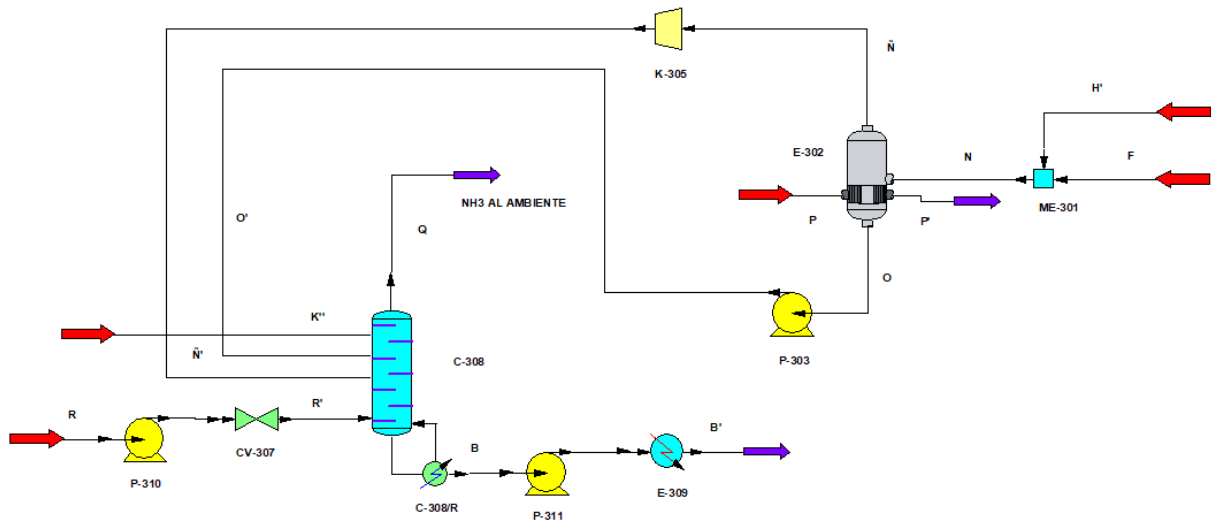 Ñ
K-305
H'
E-302
N
F
NH3 AL AMBIENTE
P
P'
ME-301
O'
Q
O
K''
Ñ'
C-308
P-303
R
R'
B
B'
CV-307
P-310
C-308/R
P-311
E-309